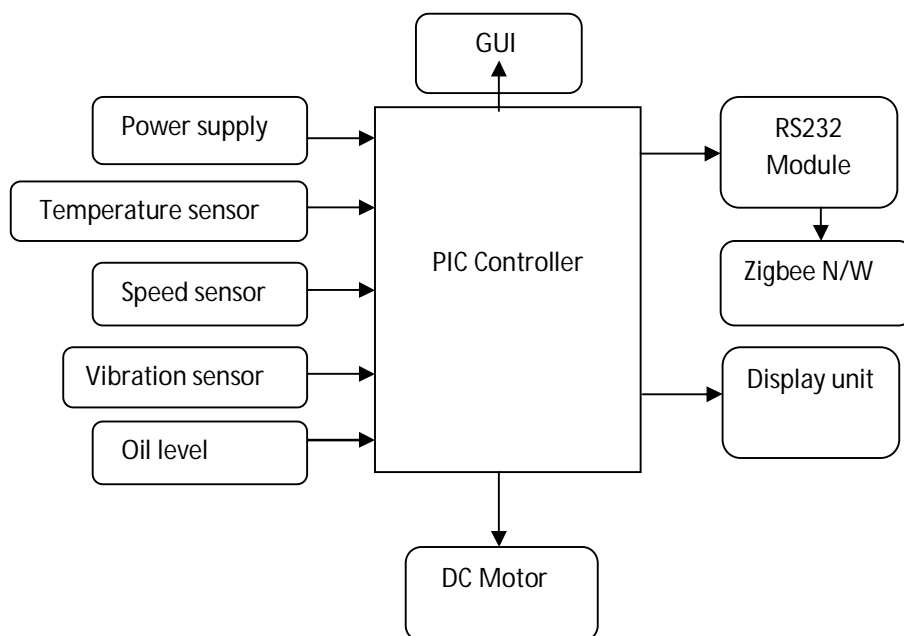 GUI
Power supply
RS232
Module
Temperature sensor
PIC Controller
Zigbee N/W
Speed sensor
Vibration sensor
Display unit
Oil level
DC Motor